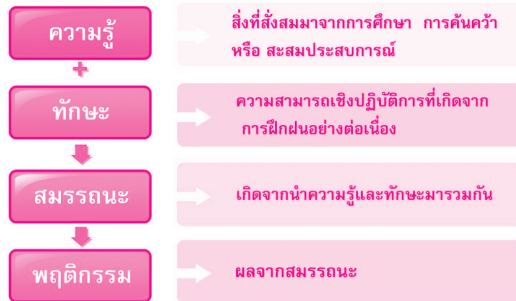 ความรู้
สิ่งที่สั่งสมมาจากการศึกษา การค้นคว้า
หรือ สะสมประสบการณ์
+
ทักษะ
ความสามารถเชิงปฏิบัติการที่เกิดจาก
การฝึกฝนอย่างต่อเนื่อง
สมรรถนะ
เกิดจากนำความรู้และทักษะมารวมกัน
พฤติกรรม
ผลจากสมรรถนะ